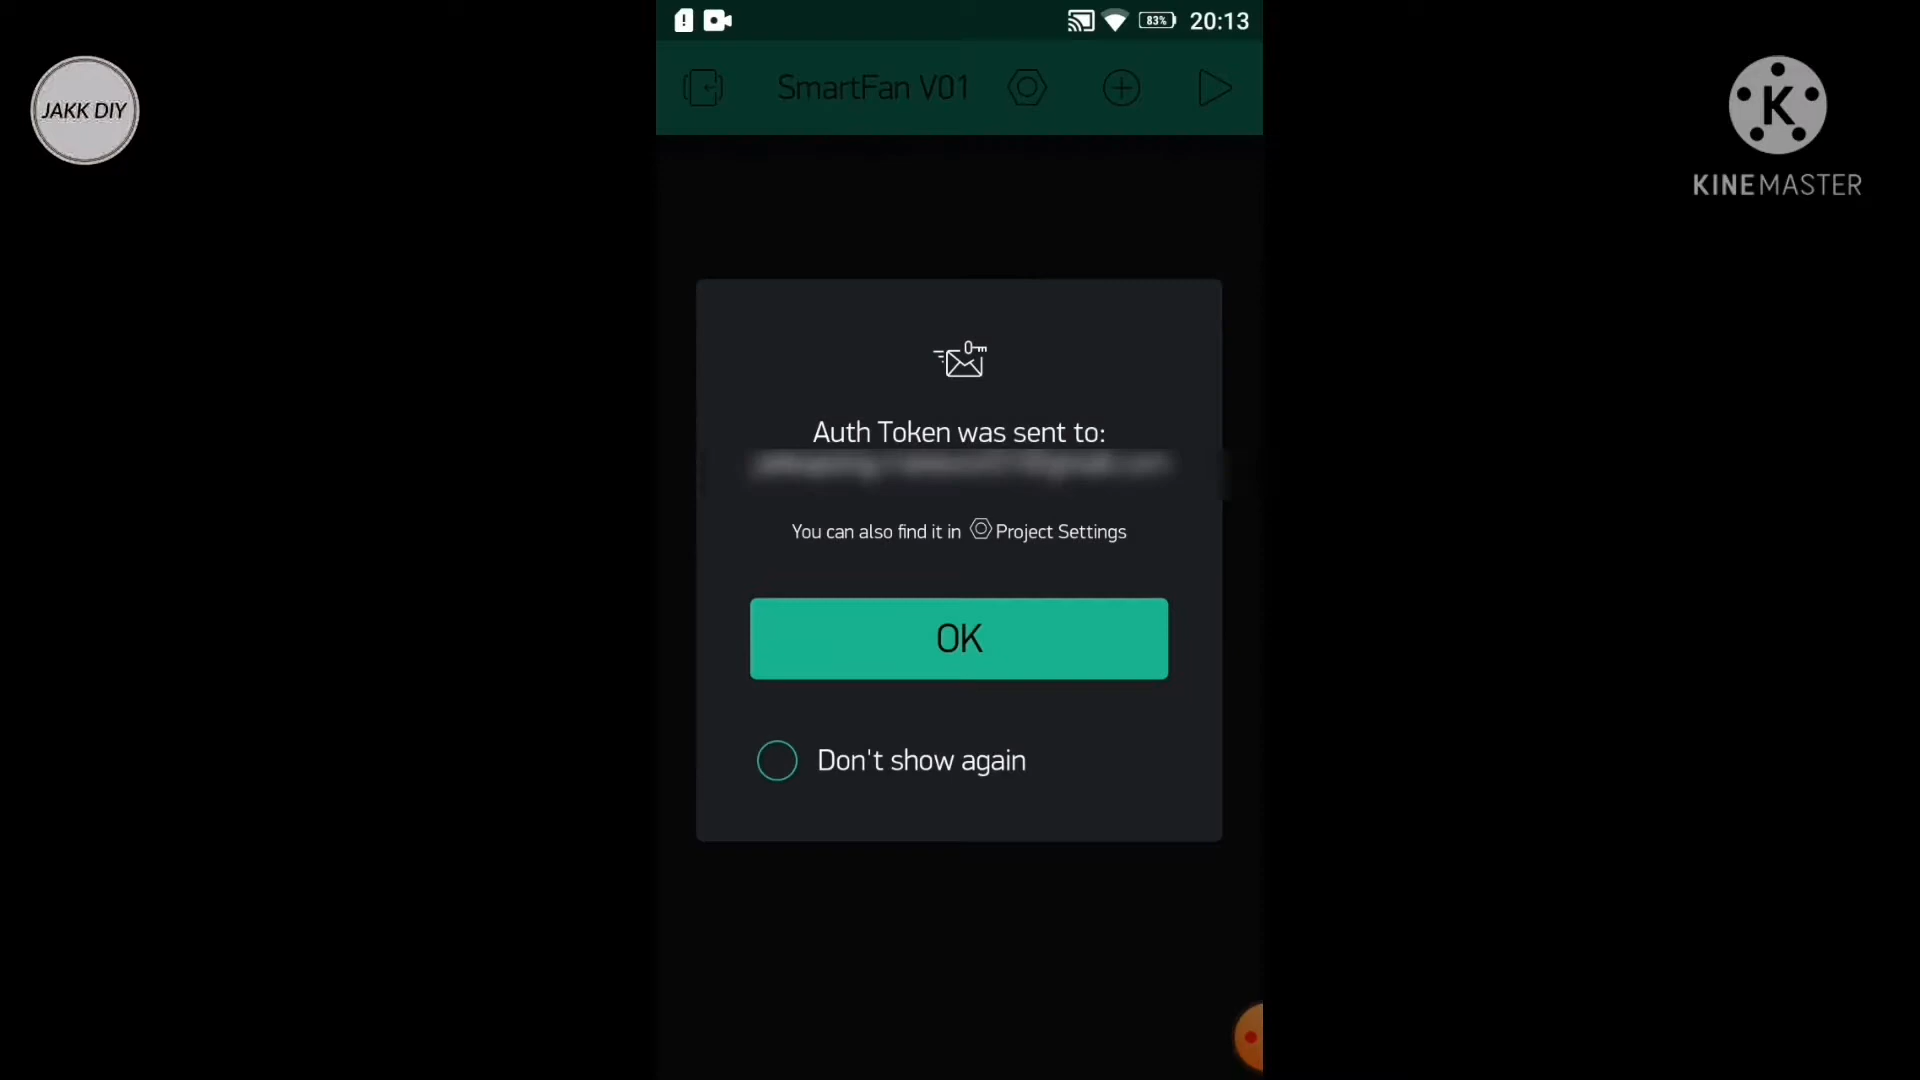 JAKK DIY
83%
20:13
SmartFan V01
K
KINEMASTER
Auth Token was sent to:
You can also find it in Project Settings
OK
Don't show again